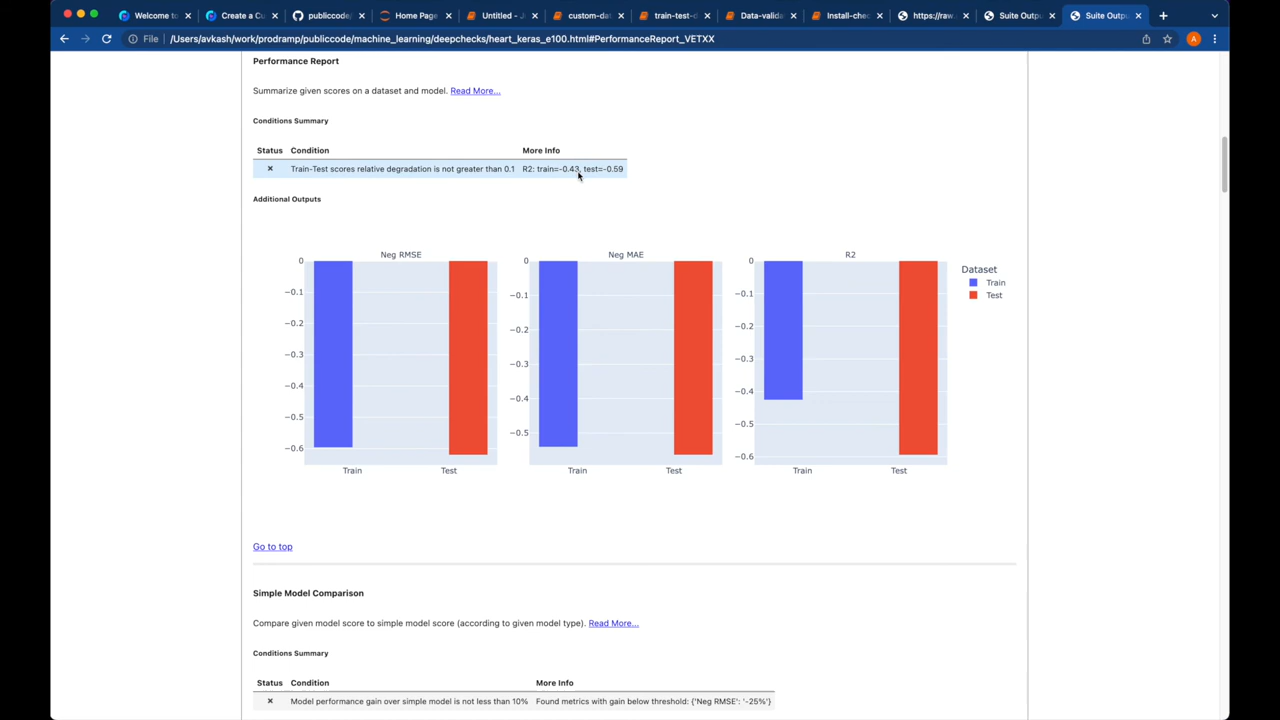 Welcome to
Create a Cu
publiccode/
Home Page
Untitled - J
custom-da
train-test-d
Data-valida
Install-chec
https://raw.
Suite Outpu
Suite Outpu
File
/Users/avkash/work/prodramp/publiccode/machine_learning/deepchecks/heart_keras_e100.html#PerformanceReport_VETXX
A
Performance Report
Summarize given scores on a dataset and model. Read More...
Conditions Summary
Status Condition More Info
× Train-Test scores relative degradation is not greater than 0.1 R2: train=-0.43, test=-0.59
Additional Outputs
Neg RMSE
0
−0.1
−0.2
−0.3
−0.4
−0.5
−0.6
Train Test
Neg MAE
0
−0.1
−0.2
−0.3
−0.4
−0.5
Train Test
R2
0
−0.1
−0.2
−0.3
−0.4
−0.5
−0.6
Train Test
Dataset
Train
Test
Go to top
Simple Model Comparison
Compare given model score to simple model score (according to given model type). Read More...
Conditions Summary
Status Condition More Info
× Model performance gain over simple model is not less than 10% Found metrics with gain below threshold: {'Neg RMSE': '-25%'}